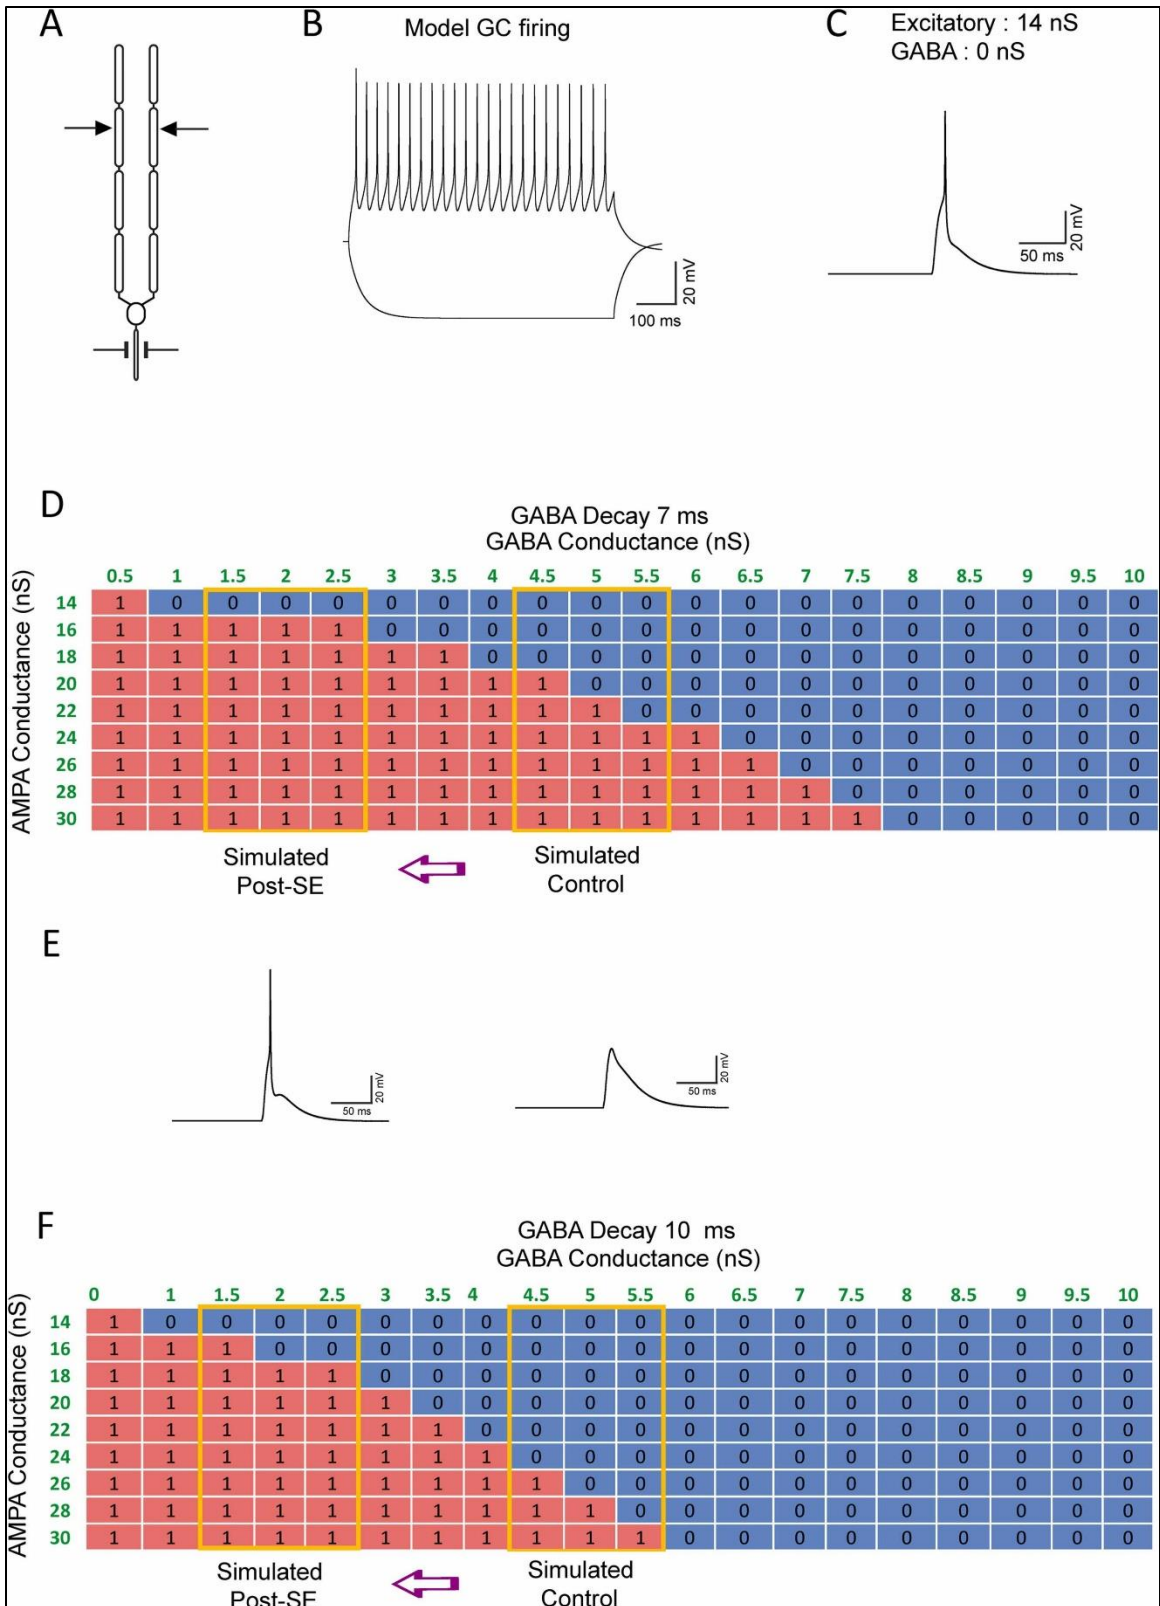 A
B
Model GC firing
C
Excitatory : 14 nS
GABA : 0 nS
20 mV
50 ms
20 mV
100 ms
D
GABA Decay 7 ms
GABA Conductance (nS)
AMPA Conductance (nS)
0.5 1 1.5 2 2.5 3 3.5 4 4.5 5 5.5 6 6.5 7 7.5 8 8.5 9 9.5 10
14 1 0 0 0 0 0 0 0 0 0 0 0 0 0 0 0 0 0 0 0
16 1 1 1 1 1 0 0 0 0 0 0 0 0 0 0 0 0 0 0 0
18 1 1 1 1 1 1 1 0 0 0 0 0 0 0 0 0 0 0 0 0
20 1 1 1 1 1 1 1 1 1 0 0 0 0 0 0 0 0 0 0 0
22 1 1 1 1 1 1 1 1 1 1 0 0 0 0 0 0 0 0 0 0
24 1 1 1 1 1 1 1 1 1 1 1 1 0 0 0 0 0 0 0 0
26 1 1 1 1 1 1 1 1 1 1 1 1 1 0 0 0 0 0 0 0
28 1 1 1 1 1 1 1 1 1 1 1 1 1 1 0 0 0 0 0 0
30 1 1 1 1 1 1 1 1 1 1 1 1 1 1 1 0 0 0 0 0
Simulated
Post-SE
Simulated
Control
E
20 mV
50 ms
20 mV
50 ms
F
GABA Decay 10 ms
GABA Conductance (nS)
AMPA Conductance (nS)
0 1 1.5 2 2.5 3 3.5 4 4.5 5 5.5 6 6.5 7 7.5 8 8.5 9 9.5 10
14 1 0 0 0 0 0 0 0 0 0 0 0 0 0 0 0 0 0 0 0
16 1 1 1 0 0 0 0 0 0 0 0 0 0 0 0 0 0 0 0 0
18 1 1 1 1 1 0 0 0 0 0 0 0 0 0 0 0 0 0 0 0
20 1 1 1 1 1 1 0 0 0 0 0 0 0 0 0 0 0 0 0 0
22 1 1 1 1 1 1 1 0 0 0 0 0 0 0 0 0 0 0 0 0
24 1 1 1 1 1 1 1 1 0 0 0 0 0 0 0 0 0 0 0 0
26 1 1 1 1 1 1 1 1 1 0 0 0 0 0 0 0 0 0 0 0
28 1 1 1 1 1 1 1 1 1 1 0 0 0 0 0 0 0 0 0 0
30 1 1 1 1 1 1 1 1 1 1 1 0 0 0 0 0 0 0 0 0
Simulated
Post-SE
Simulated
Control